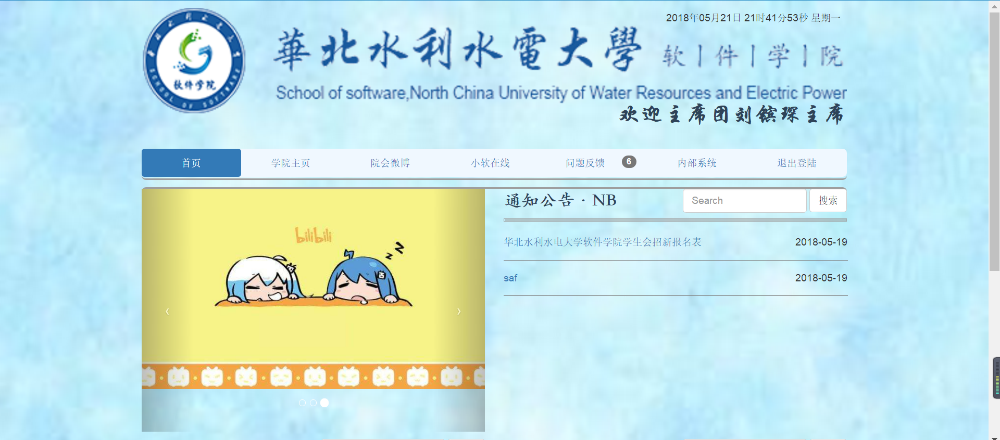 2018年05月21日 21时41分53秒 星期一
華北水利水電大學 软丨件丨学丨院
School of software,North China University of Water Resources and Electric Power
软件学院
SCHOOL OF SOFTWARE
欢迎主席团刘镔琛主席
首页 学院主页 院会微博 小软在线 问题反馈 6 内部系统 退出登陆
通知公告 · NB Search 搜索
华北水利水电大学软件学院学生会招新报名表 2018-05-19
saf 2018-05-19
bilibili
z z